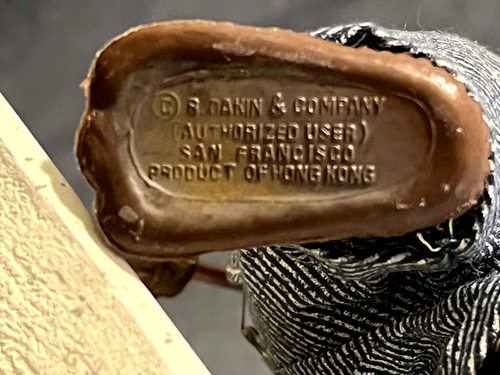 © R. DAKIN & COMPANY
(AUTHORIZED USER)
SAN FRANCISCO
PRODUCT OF HONG KONG